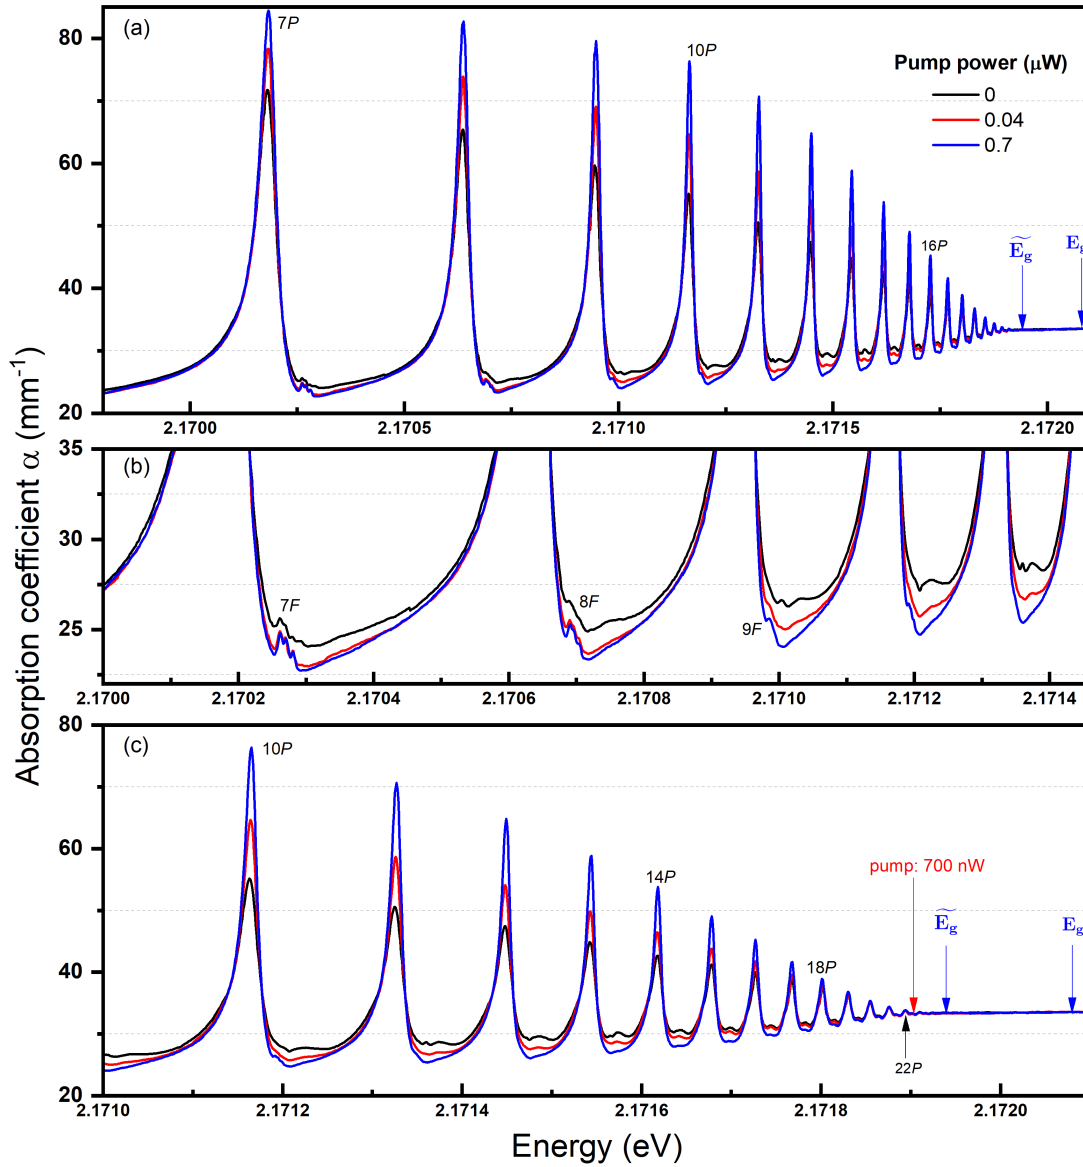 (a)
7P
10P
16P
Pump power (μW)
0
0.04
0.7
E͠g
Eg
80
60
40
20
2.1700
2.1705
2.1710
2.1715
2.1720
(b)
7F
8F
9F
35
30
25
2.1700
2.1702
2.1704
2.1706
2.1708
2.1710
2.1712
2.1714
(c)
10P
14P
18P
22P
pump: 700 nW
E͠g
Eg
80
60
40
20
2.1710
2.1712
2.1714
2.1716
2.1718
2.1720
Absorption coefficient α (mm⁻¹)
Energy (eV)